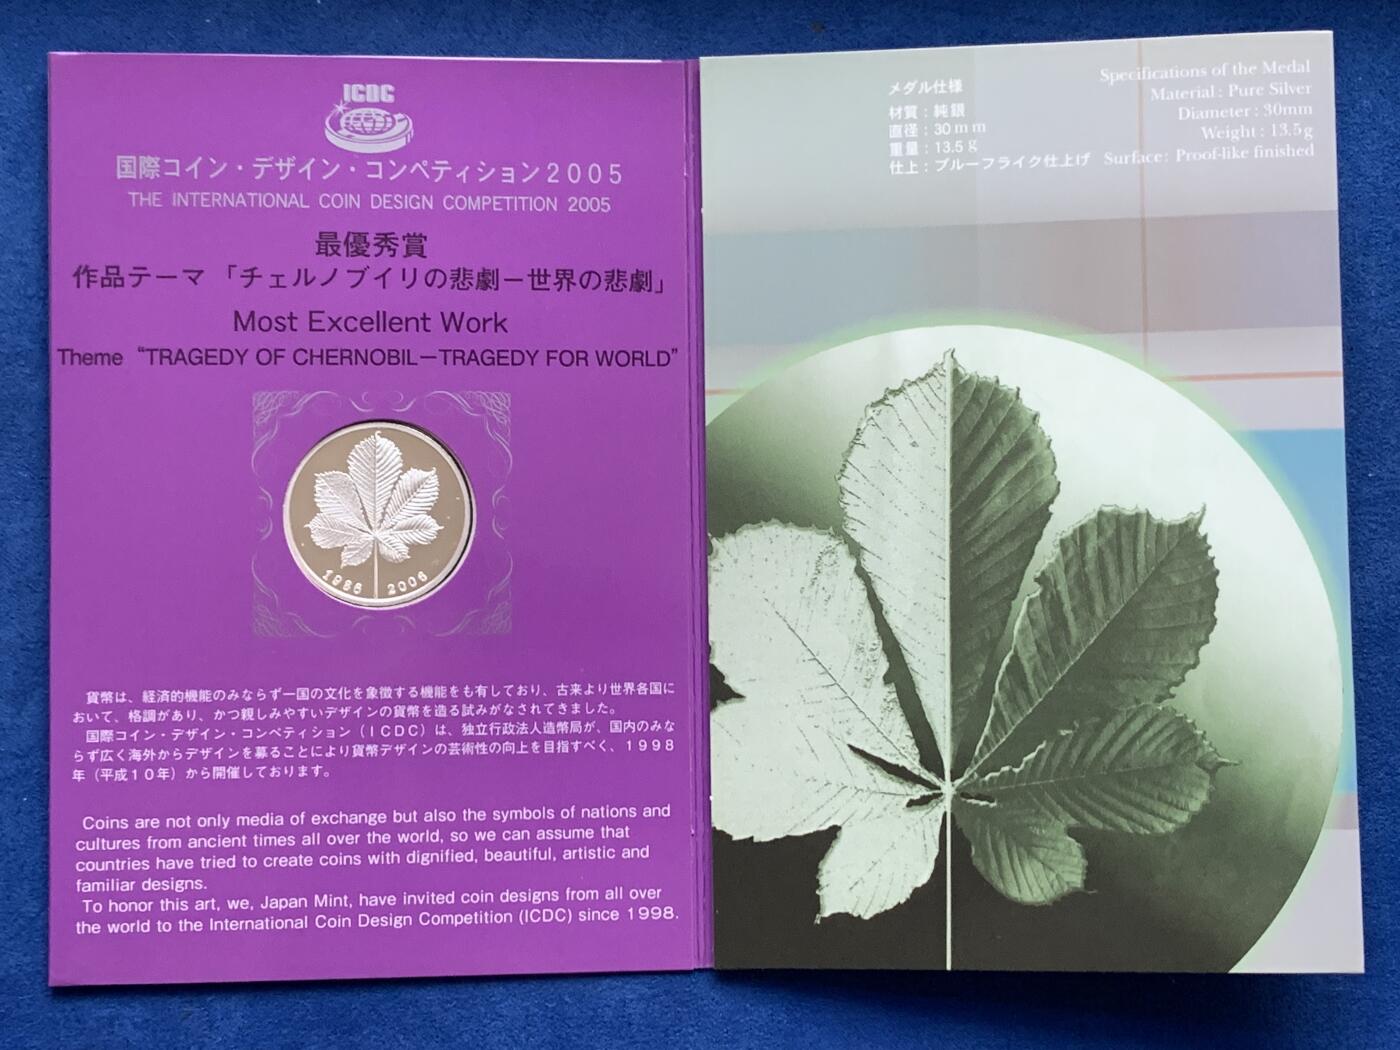 ICDC
国際コイン・デザイン・コンペティション2005
THE INTERNATIONAL COIN DESIGN COMPETITION 2005
最優秀賞
作品テーマ「チェルノブイリの悲劇－世界の悲劇」
Most Excellent Work
Theme “TRAGEDY OF CHERNOBIL－TRAGEDY FOR WORLD”
1986 2006
貨幣は、経済的機能のみならず一国の文化を象徴する機能をも有しており、古来より世界各国に
おいて、格調があり、かつ親しみやすいデザインの貨幣を造る試みがなされてきました。
国際コイン・デザイン・コンペティション（ＩＣＤＣ）は、独立行政法人造幣局が、国内のみな
らず広く海外からデザインを募ることにより貨幣デザインの芸術性の向上を目指すべく、１９９８
年（平成１０年）から開催しております。
Coins are not only media of exchange but also the symbols of nations and
cultures from ancient times all over the world, so we can assume that
countries have tried to create coins with dignified, beautiful, artistic and
familiar designs.
To honor this art, we, Japan Mint, have invited coin designs from all over
the world to the International Coin Design Competition (ICDC) since 1998.
メダル仕様
材質：純銀
直径：30ｍｍ
重量：13.5ｇ
仕上：プルーフライク仕上げ
Specifications of the Medal
Material : Pure Silver
Diameter : 30mm
Weight : 13.5g
Surface : Proof-like finished